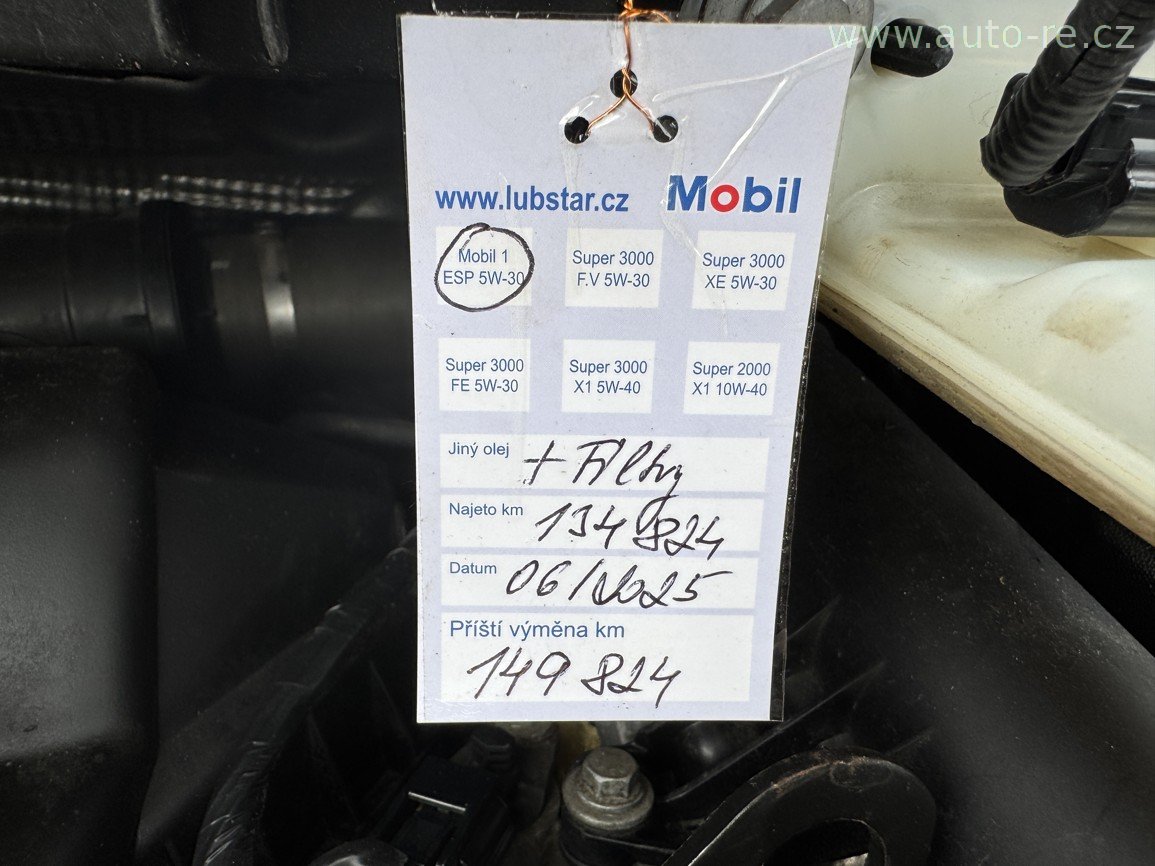 www.auto-re.cz
www.lubstar.cz Mobil
Mobil 1
ESP 5W-30
Super 3000
F.V 5W-30
Super 3000
XE 5W-30
Super 3000
FE 5W-30
Super 3000
X1 5W-40
Super 2000
X1 10W-40
Jiný olej + Filtry
Najeto km 134 824
Datum 06/2025
Příští výměna km
149 824